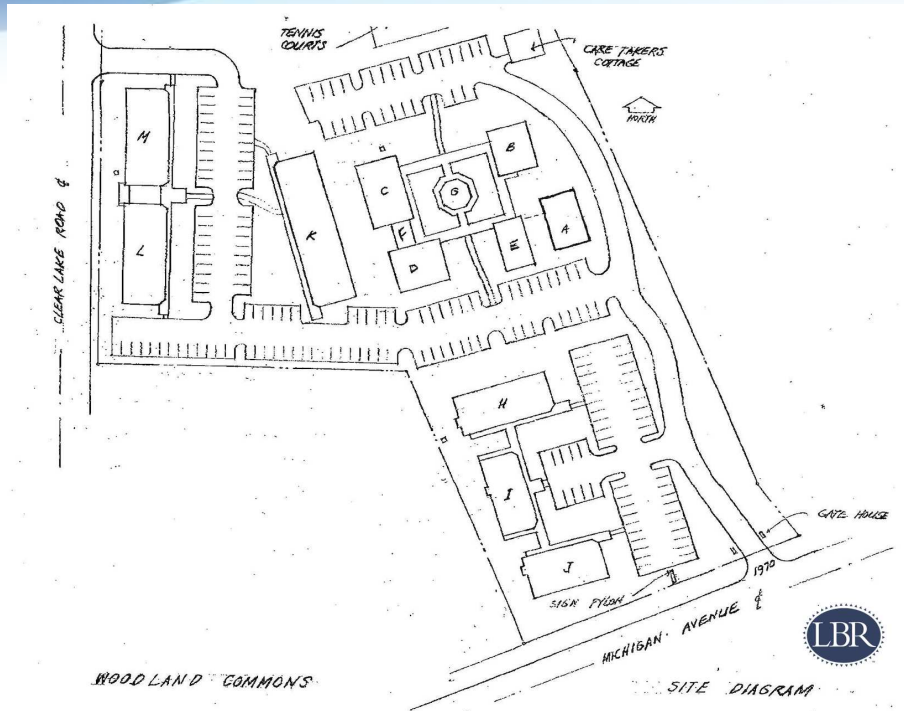 TENNIS
COURTS
CARE TAKERS
COTTAGE
NORTH
M
B
C
G
K
F
A
L
E
D
CLEAR LAKE ROAD ℄
H
I
GATE HOUSE
J
1970
SIGN PYLON
MICHIGAN AVENUE ℄
LBR
WOODLAND COMMONS
SITE DIAGRAM